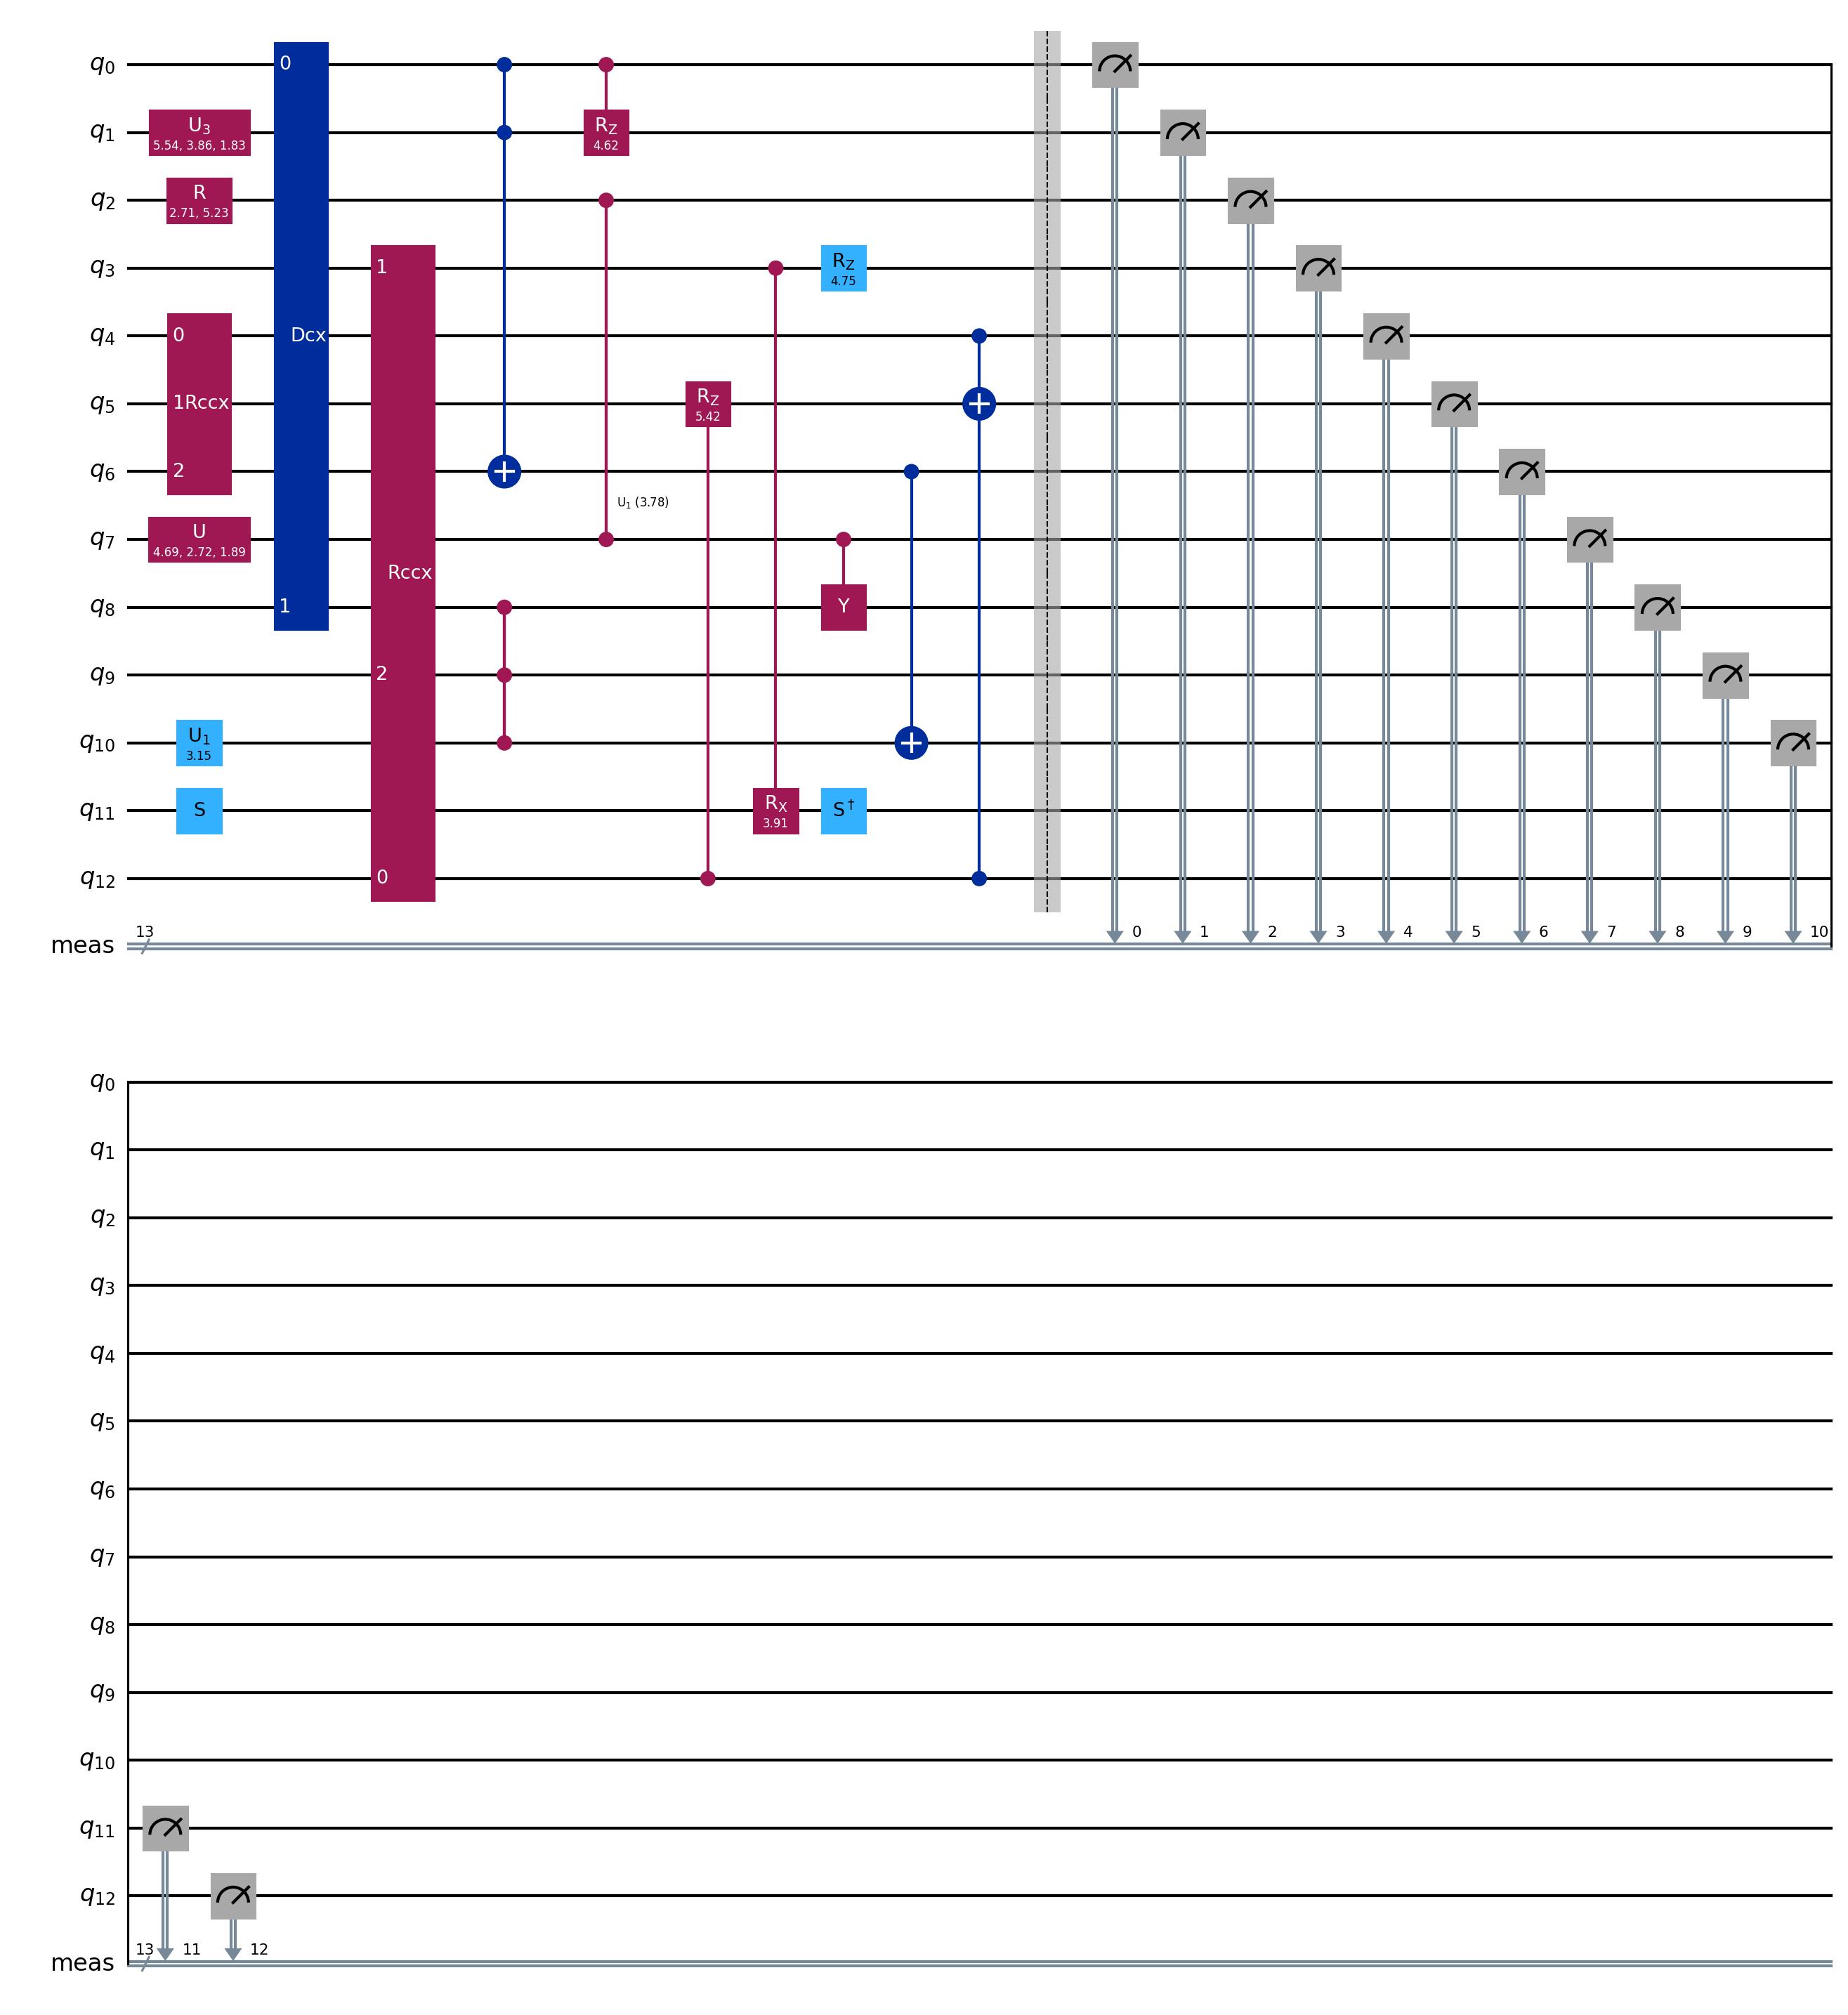 q0 0
q1 U3 5.54, 3.86, 1.83 RZ 4.62
q2 R 2.71, 5.23
q3 1 RZ 4.75
q4 0 Dcx
q5 1Rccx RZ 5.42
q6 2
U1 (3.78)
q7 U 4.69, 2.72, 1.89
Rccx
q8 1 Y
q9 2
q10 U1 3.15
q11 S RX 3.91 S†
q12 0
meas 13 0 1 2 3 4 5 6 7 8 9 10
q0
q1
q2
q3
q4
q5
q6
q7
q8
q9
q10
q11
q12
meas 13 11 12